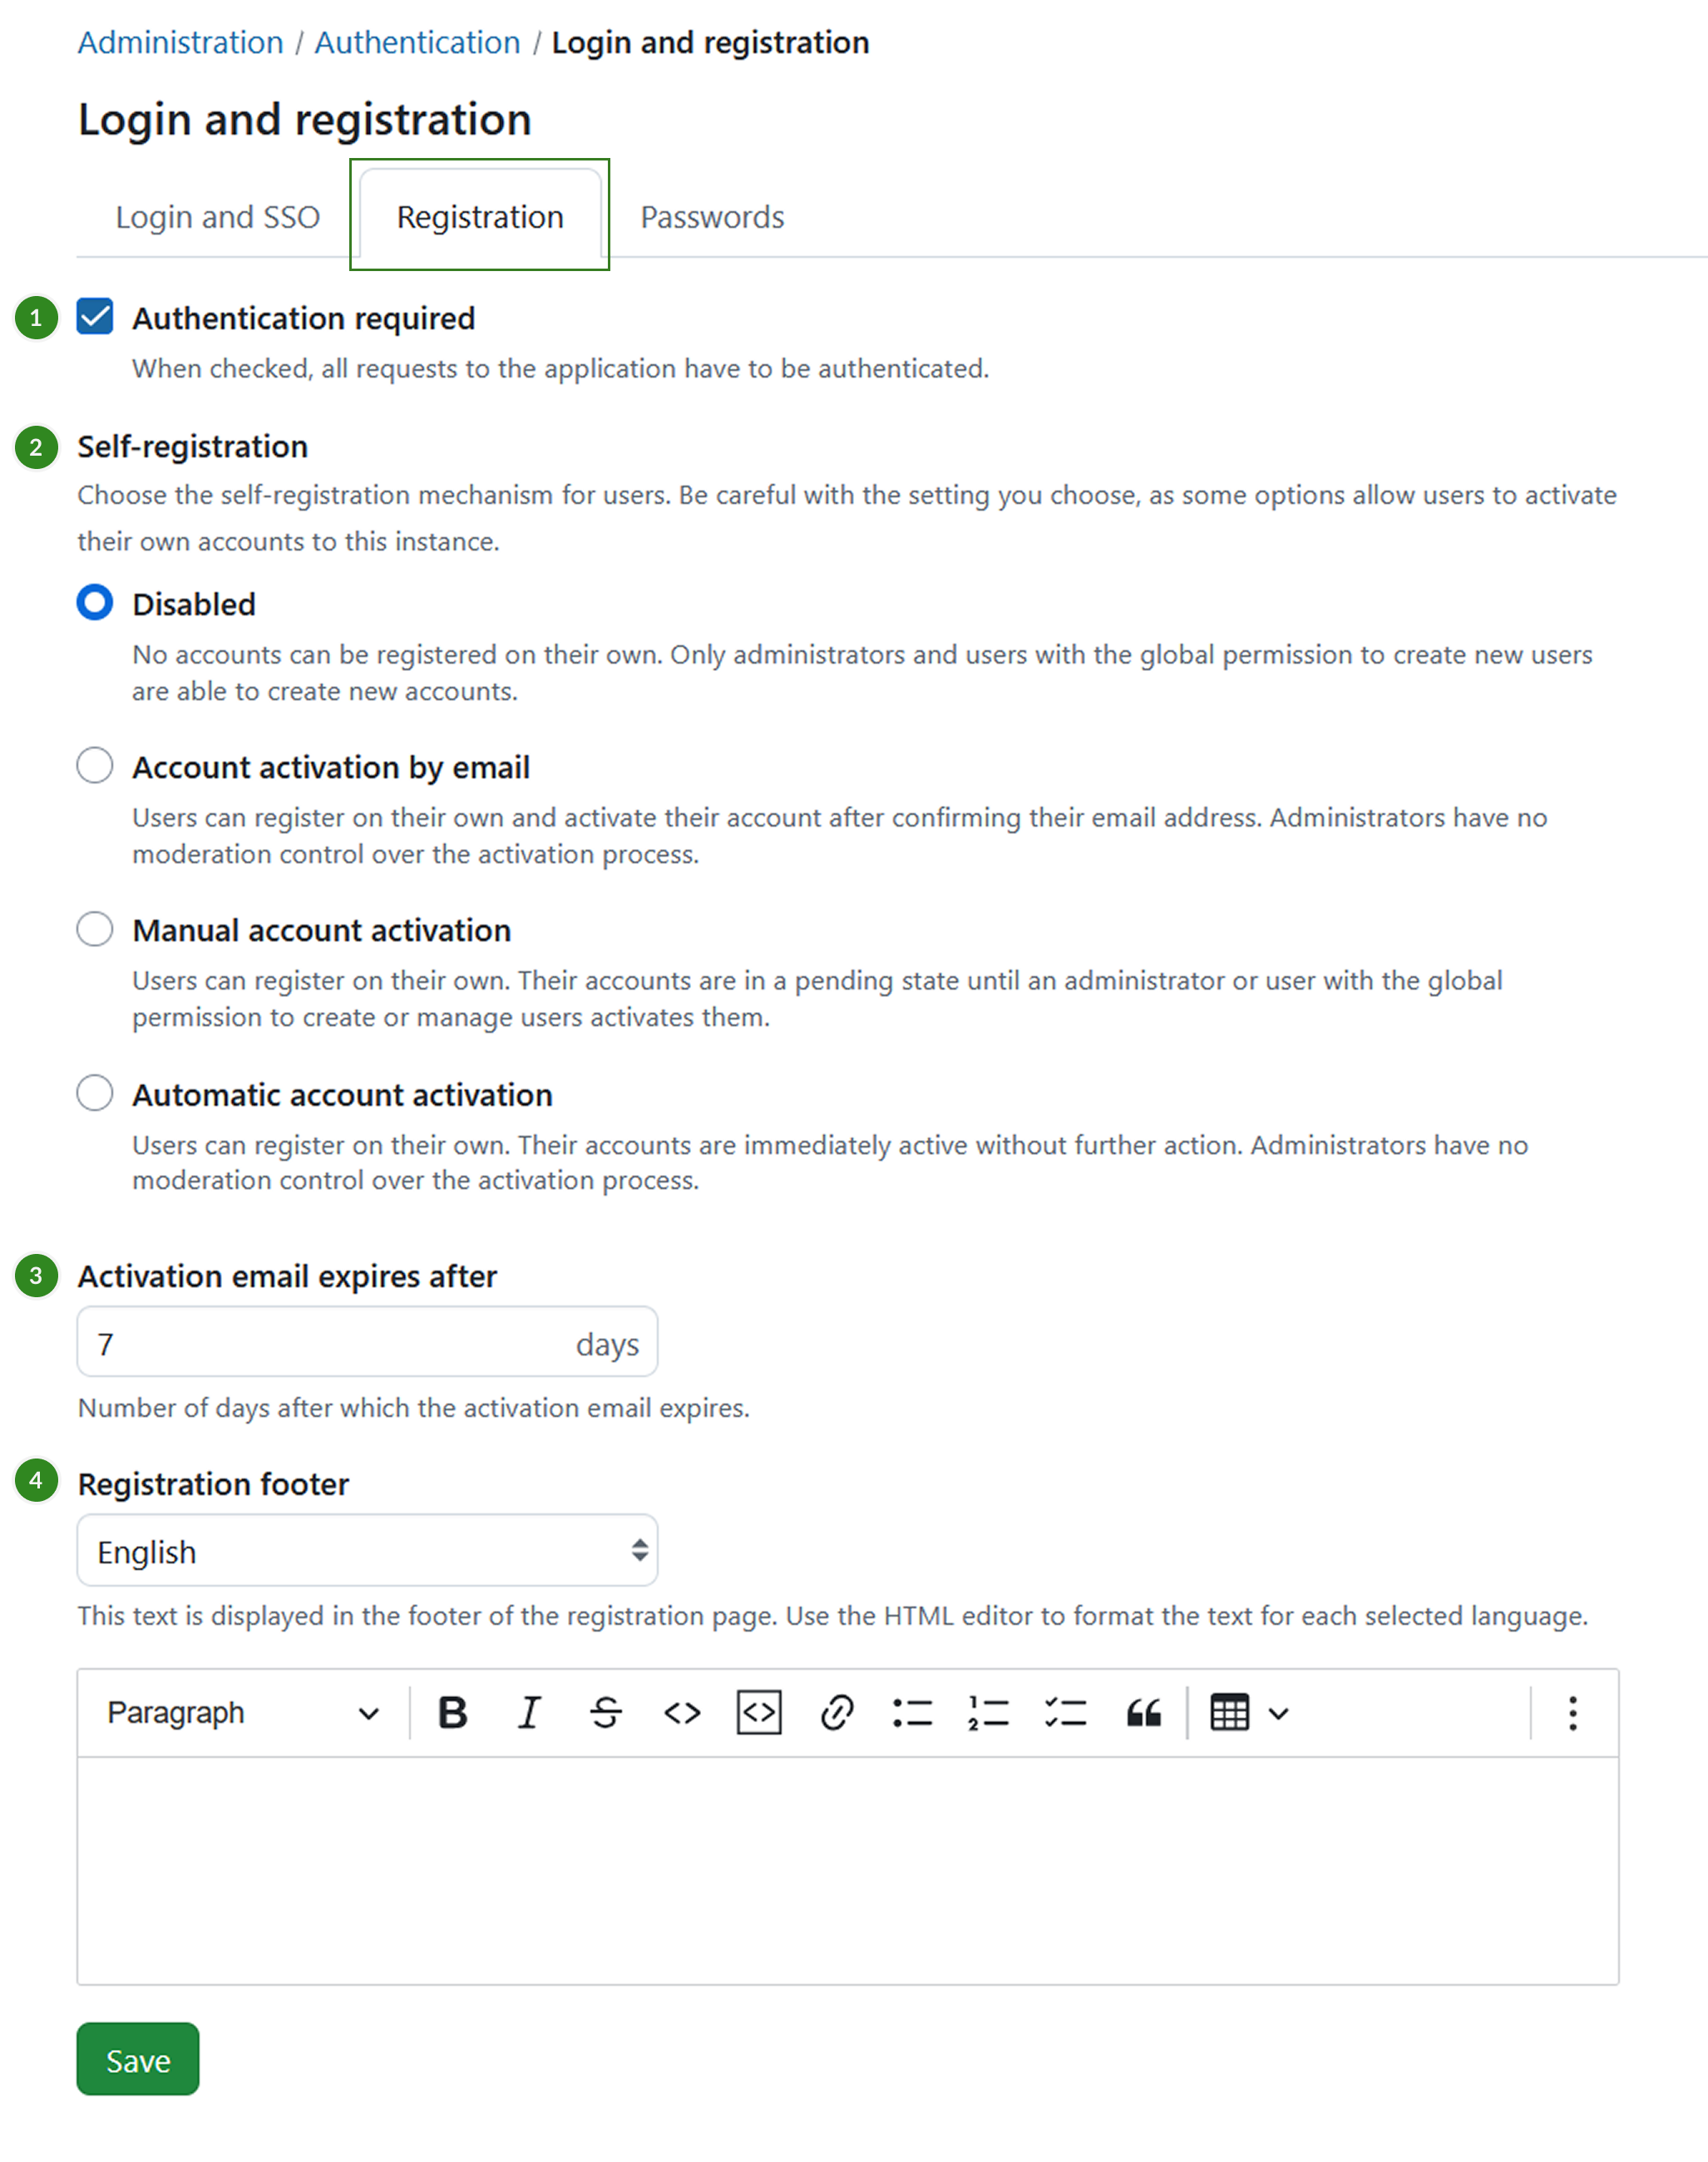 Administration / Authentication / Login and registration
Login and registration
Login and SSO
Registration
Passwords
1
Authentication required
When checked, all requests to the application have to be authenticated.
2
Self-registration
Choose the self-registration mechanism for users. Be careful with the setting you choose, as some options allow users to activate
their own accounts to this instance.
Disabled
No accounts can be registered on their own. Only administrators and users with the global permission to create new users
are able to create new accounts.
Account activation by email
Users can register on their own and activate their account after confirming their email address. Administrators have no
moderation control over the activation process.
Manual account activation
Users can register on their own. Their accounts are in a pending state until an administrator or user with the global
permission to create or manage users activates them.
Automatic account activation
Users can register on their own. Their accounts are immediately active without further action. Administrators have no
moderation control over the activation process.
3
Activation email expires after
7 days
Number of days after which the activation email expires.
4
Registration footer
English
This text is displayed in the footer of the registration page. Use the HTML editor to format the text for each selected language.
Paragraph
Save